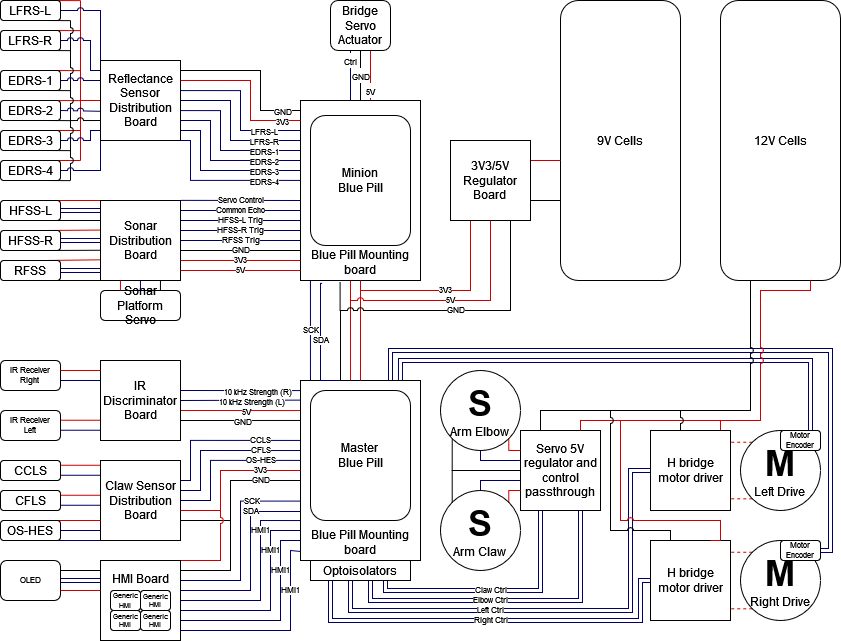 LFRS-L
LFRS-R
EDRS-1
EDRS-2
EDRS-3
EDRS-4
Reflectance
Sensor
Distribution
Board
Bridge
Servo
Actuator
Ctrl
GND
5V
GND
3V3
LFRS-L
LFRS-R
EDRS-1
EDRS-2
EDRS-3
EDRS-4
Minion
Blue Pill
Blue Pill Mounting
board
3V3/5V
Regulator
Board
9V Cells
12V Cells
HFSS-L
HFSS-R
RFSS
Sonar
Distribution
Board
Sonar
Platform
Servo
Servo Control
Common Echo
HFSS-L Trig
HFSS-R Trig
RFSS Trig
GND
3V3
5V
3V3
5V
GND
SCK
SDA
IR Receiver
Right
IR Receiver
Left
IR
Discriminator
Board
10 kHz Strength (R)
10 kHz Strength (L)
5V
GND
CCLS
CFLS
OS-HES
Claw Sensor
Distribution
Board
CCLS
CFLS
OS-HES
3V3
GND
SCK
SDA
HMI1
HMI1
HMI1
HMI1
OLED
HMI Board
Generic
HMI
Generic
HMI
Generic
HMI
Generic
HMI
Master
Blue Pill
Blue Pill Mounting
board
Optoisolators
S
Arm Elbow
S
Arm Claw
Servo 5V
regulator and
control
passthrough
H bridge
motor driver
Motor
Encoder
M
Left Drive
H bridge
motor driver
Motor
Encoder
M
Right Drive
Claw Ctrl
Elbow Ctrl
Left Ctrl
Right Ctrl